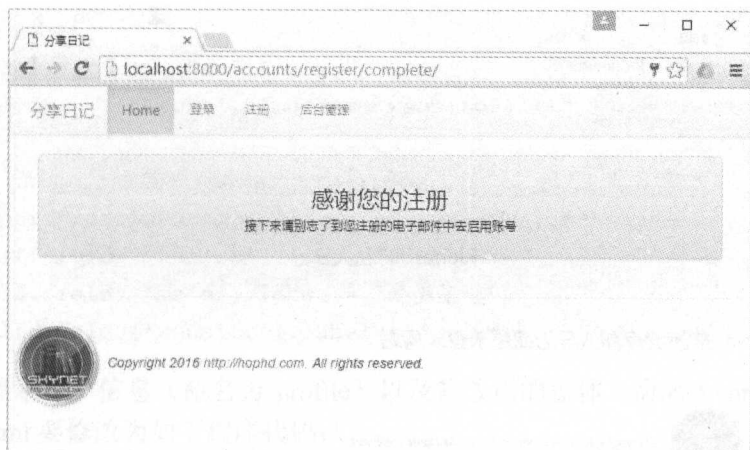 分享日记
localhost:8000/accounts/register/complete/
分享日记 Home 登录 注册 后台管理
感谢您的注册
接下来请别忘了到您注册的电子邮件中去启用账号
SKYNET
Copyright 2016 http://hophd.com. All rights reserved.